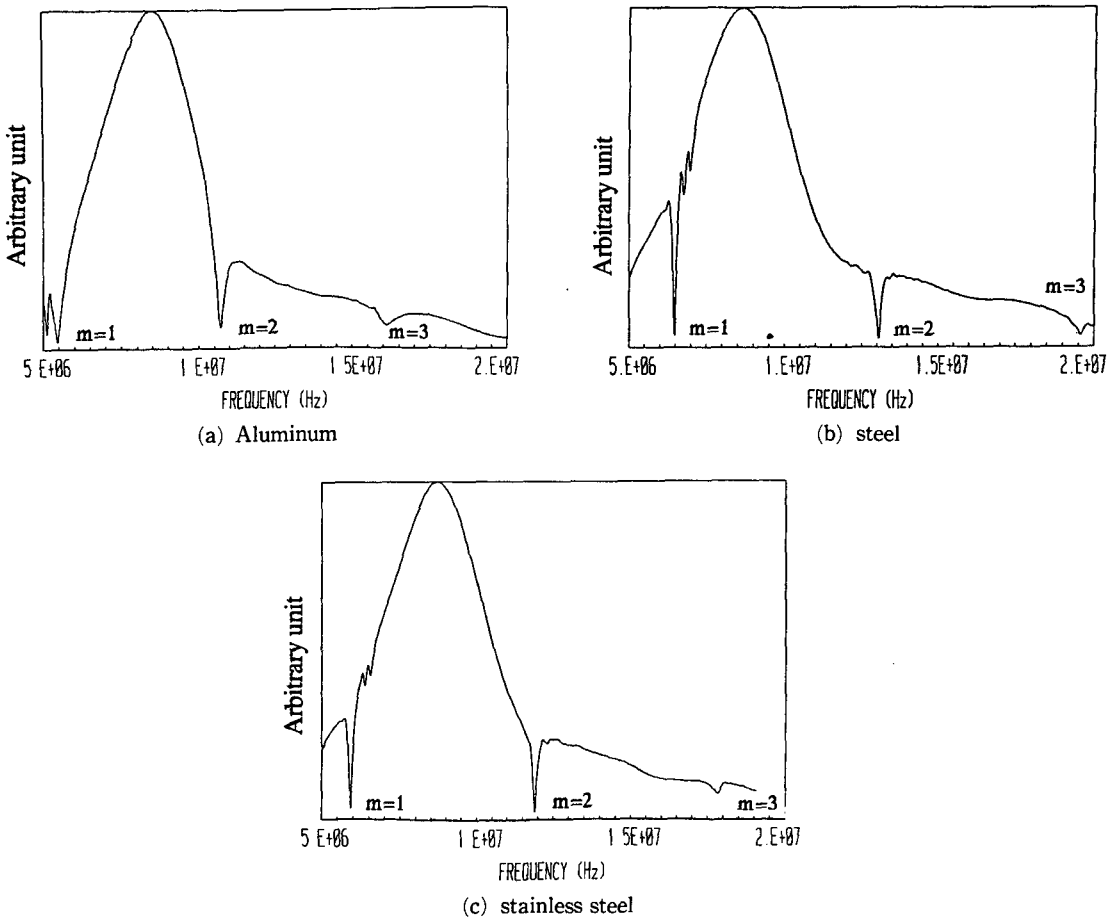 Arbitrary unit
m=1
m=2
m=3
5 E+06
1 E+07
1 5E+07
2.E+07
FREQUENCY (Hz)
(a) Aluminum
Arbitrary unit
m=1
m=2
m=3
5.E+06
1.E+07
1.5E+07
2.E+07
FREQUENCY (Hz)
(b) steel
Arbitrary unit
m=1
m=2
m=3
5 E+06
1 E+07
1 5E+07
2.E+07
FREQUENCY (Hz)
(c) stainless steel